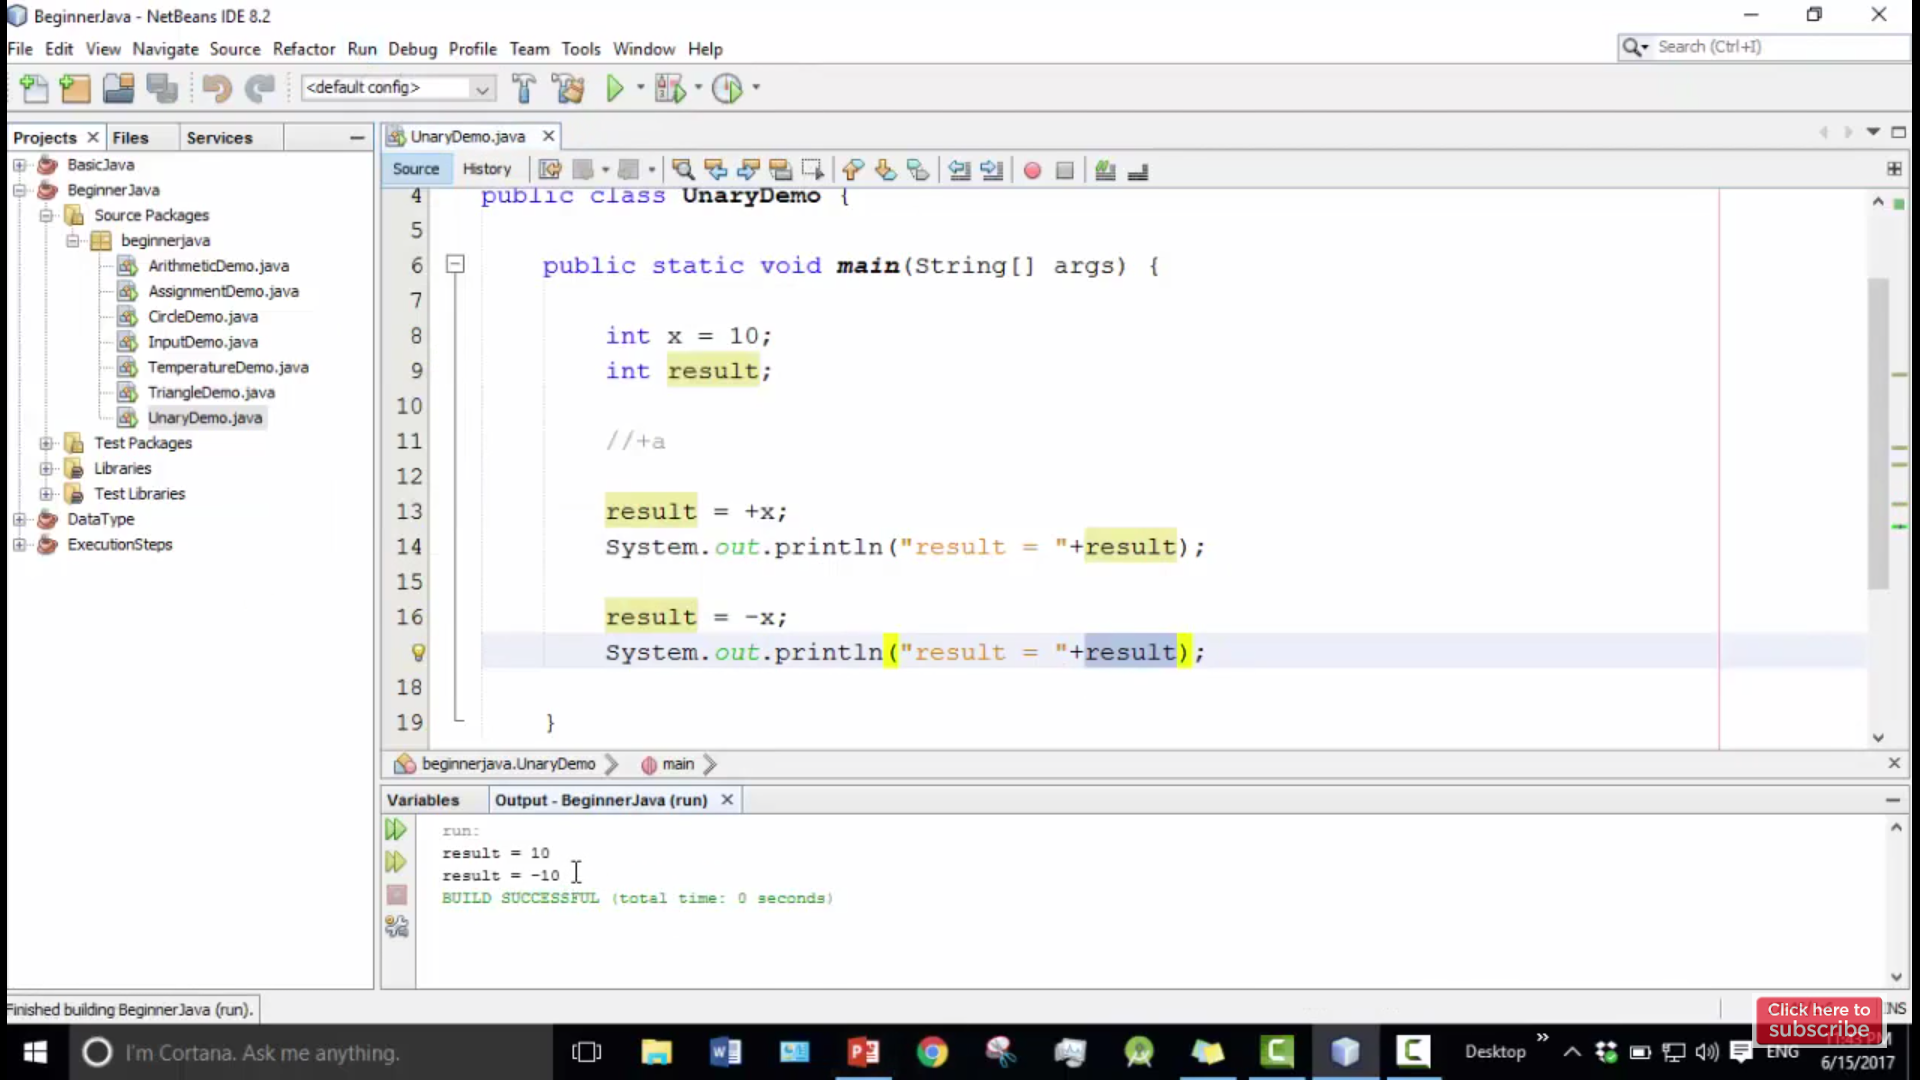 BeginnerJava - NetBeans IDE 8.2
File Edit View Navigate Source Refactor Run Debug Profile Team Tools Window Help
Search (Ctrl+I)
<default config>
Projects Files Services
UnaryDemo.java
BasicJava
BeginnerJava
Source Packages
beginnerjava
ArithmeticDemo.java
AssignmentDemo.java
CircleDemo.java
InputDemo.java
TemperatureDemo.java
TriangleDemo.java
UnaryDemo.java
Test Packages
Libraries
Test Libraries
DataType
ExecutionSteps
Source History
4 public class UnaryDemo {
5
6 public static void main(String[] args) {
7
8 int x = 10;
9 int result;
10
11 //+a
12
13 result = +x;
14 System.out.println("result = "+result);
15
16 result = -x;
System.out.println("result = "+result);
18
19 }
beginnerjava.UnaryDemo main
Variables Output - BeginnerJava (run)
run:
result = 10
result = -10
BUILD SUCCESSFUL (total time: 0 seconds)
Finished building BeginnerJava (run).
Click here to
subscribe
I'm Cortana. Ask me anything.
Desktop
ENG
6/15/2017